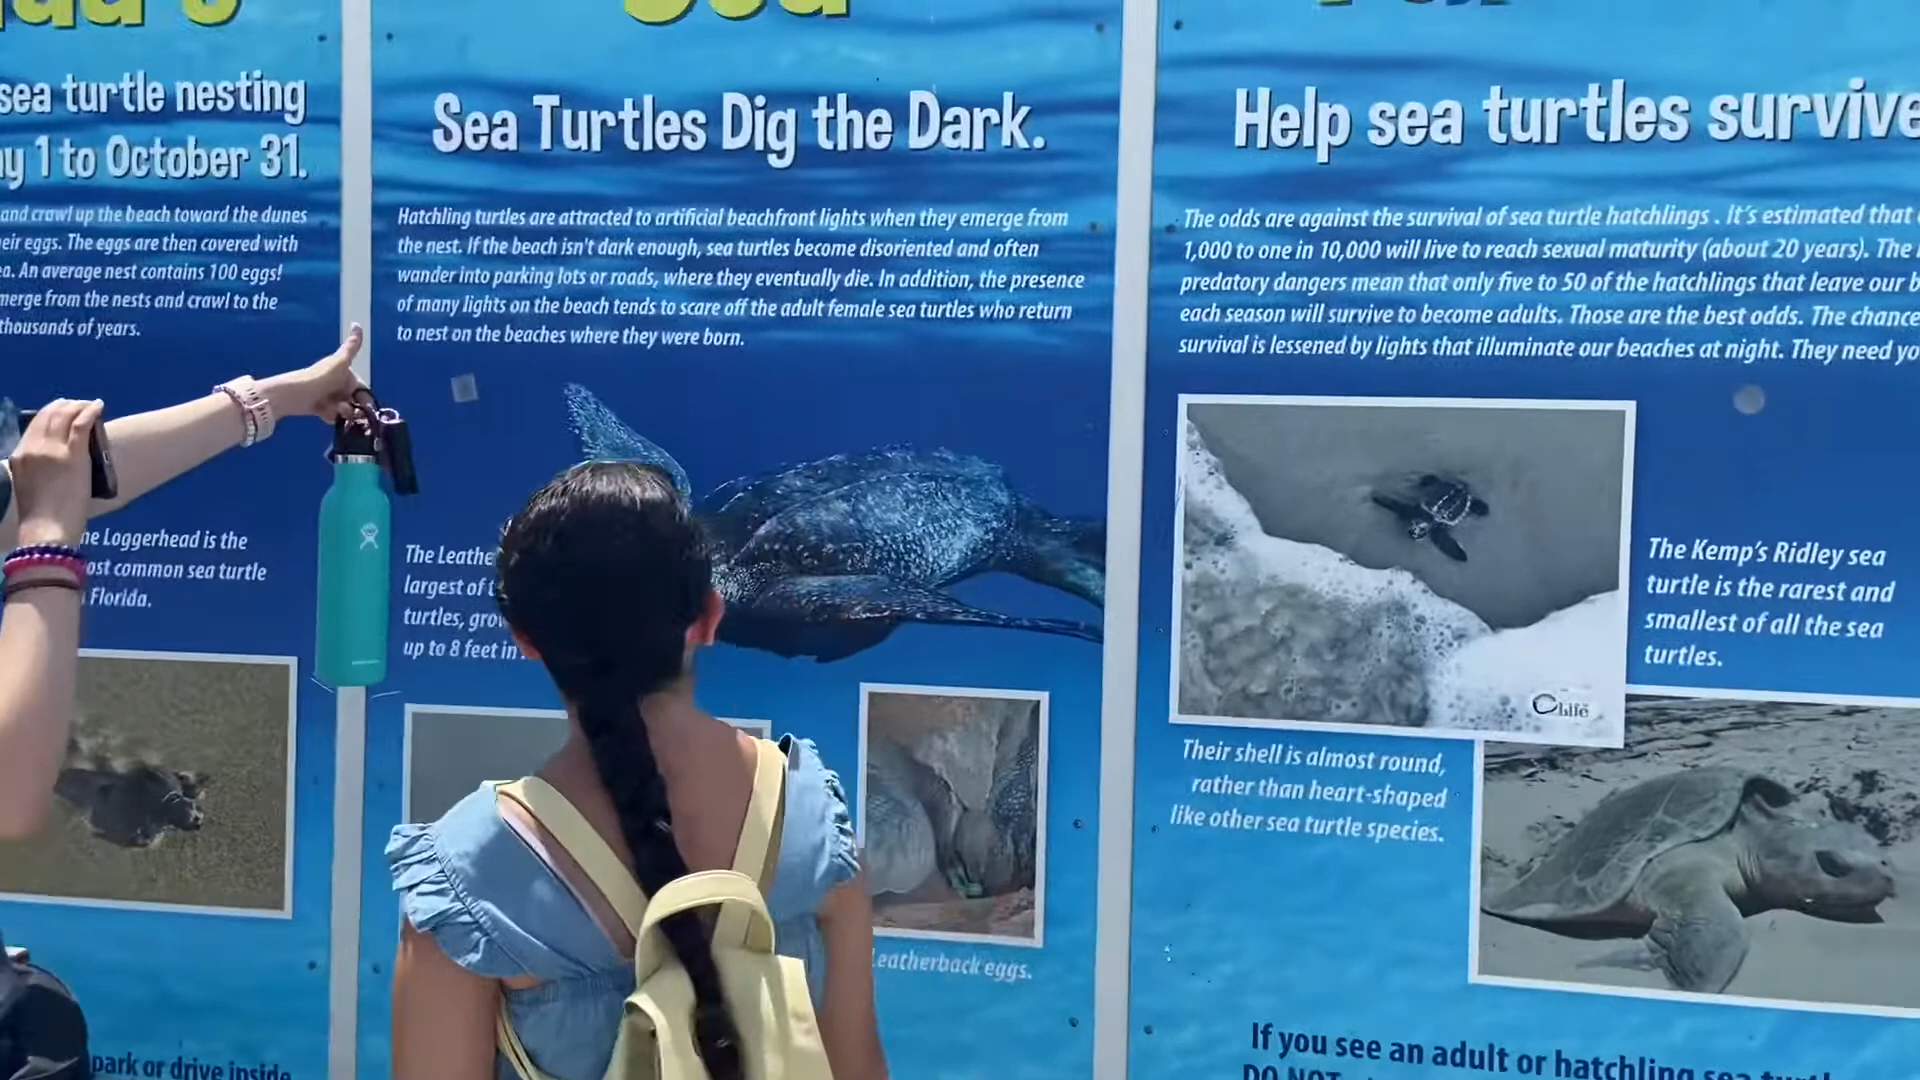 sea turtle nesting
1 to October 31.
and crawl up the beach toward the dunes
eir eggs. The eggs are then covered with
a. An average nest contains 100 eggs!
merge from the nests and crawl to the
thousands of years.
he Loggerhead is the
ost common sea turtle
Florida.
park or drive inside
Sea Turtles Dig the Dark.
Hatchling turtles are attracted to artificial beachfront lights when they emerge from
the nest. If the beach isn't dark enough, sea turtles become disoriented and often
wander into parking lots or roads, where they eventually die. In addition, the presence
of many lights on the beach tends to scare off the adult female sea turtles who return
to nest on the beaches where they were born.
The Leathe
largest of
turtles, gro
up to 8 feet in
Leatherback eggs.
Help sea turtles survive
The odds are against the survival of sea turtle hatchlings . It's estimated that
1,000 to one in 10,000 will live to reach sexual maturity (about 20 years). The
predatory dangers mean that only five to 50 of the hatchlings that leave our b
each season will survive to become adults. Those are the best odds. The chance
survival is lessened by lights that illuminate our beaches at night. They need yo
The Kemp's Ridley sea
turtle is the rarest and
smallest of all the sea
turtles.
Life
Their shell is almost round,
rather than heart-shaped
like other sea turtle species.
If you see an adult or hatchling sea turtl
DO NOT